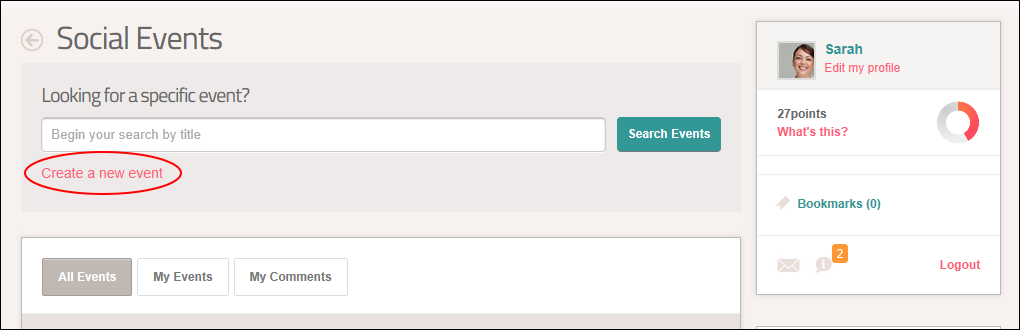 Social Events
Looking for a specific event?
Begin your search by title
Search Events
Create a new event
All Events
My Events
My Comments
Sarah
Edit my profile
27points
What's this?
Bookmarks (0)
2
Logout